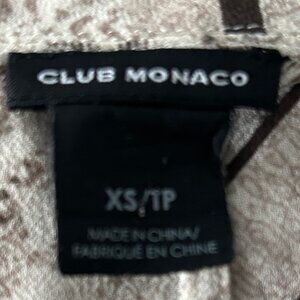 CLUB MONACO
XS/TP
MADE IN CHINA/
FABRIQUÉ EN CHINE